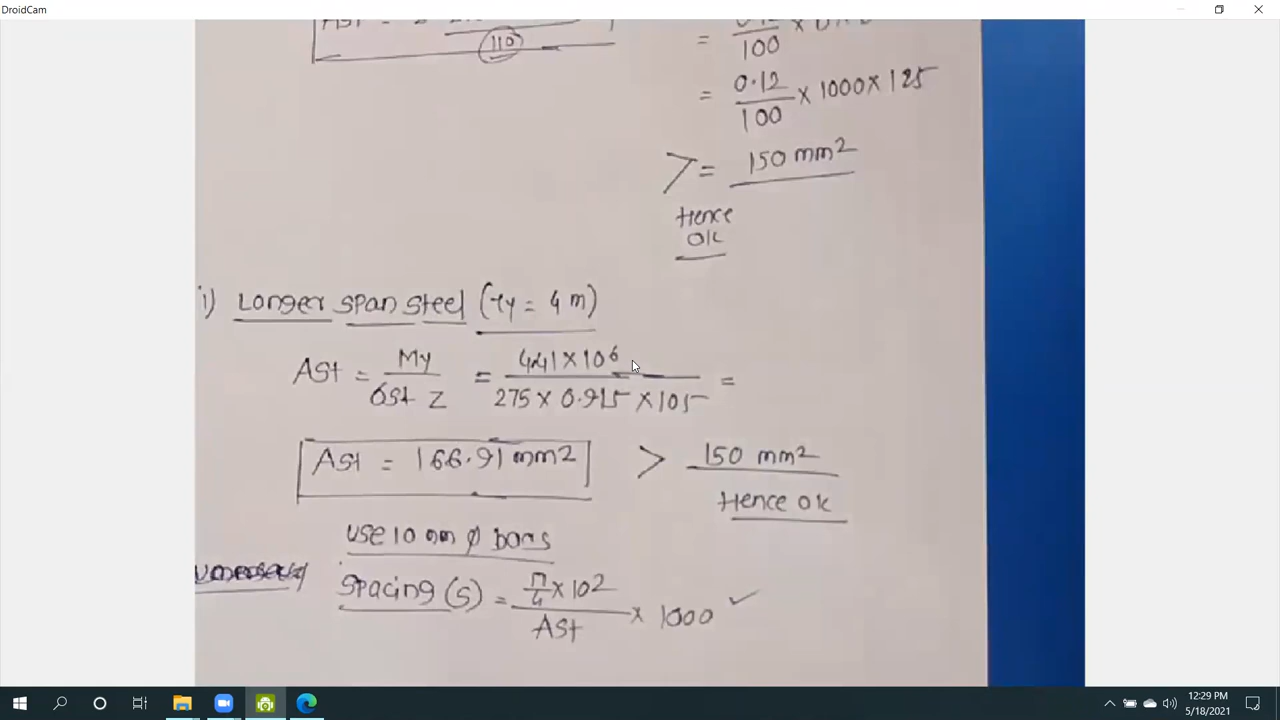 DroidCam
110
= 100
= 0.12/100 × 1000 × 125
> = 150 mm2
Hence
OK
i) Longer span steel (ly = 4 m)
Ast = My/6st Z = 4.41×10^6/275 × 0.915 × 105 =
Ast = 166.91 mm2 > 150 mm2
Hence ok
Use 10 mm ϕ bars
Spacing (S) = π/4 × 10^2/Ast × 1000 ✓
12:29 PM
5/18/2021